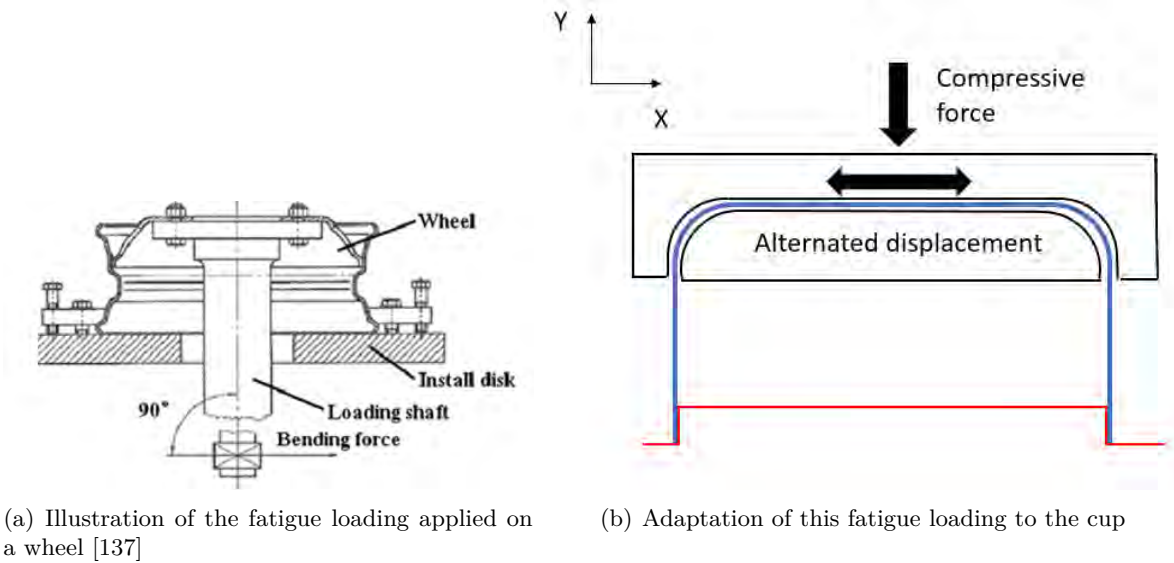 Wheel
Install disk
90°
Loading shaft
Bending force
Y
X
Compressive
force
Alternated displacement
(a) Illustration of the fatigue loading applied on
a wheel [137]
(b) Adaptation of this fatigue loading to the cup